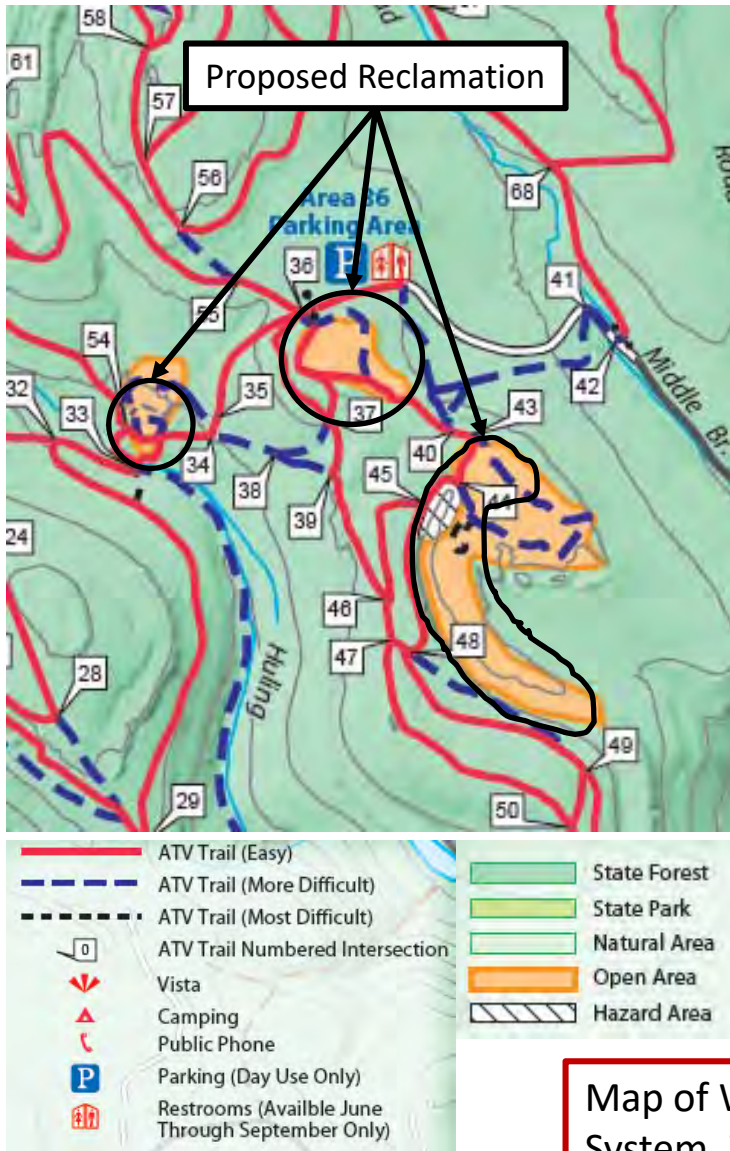 58
Proposed Reclamation
61
57
56
68
Area 36
Parking Area
P
36
41
55
54
42
Middle Br.
32
35
43
33
37
34
40
45
38
44
39
24
46
48
47
Huling
28
49
29
50
ATV Trail (Easy)
ATV Trail (More Difficult)
ATV Trail (Most Difficult)
0
ATV Trail Numbered Intersection
Vista
Camping
Public Phone
P
Parking (Day Use Only)
Restrooms (Availble June
Through September Only)
State Forest
State Park
Natural Area
Open Area
Hazard Area
Map of
System